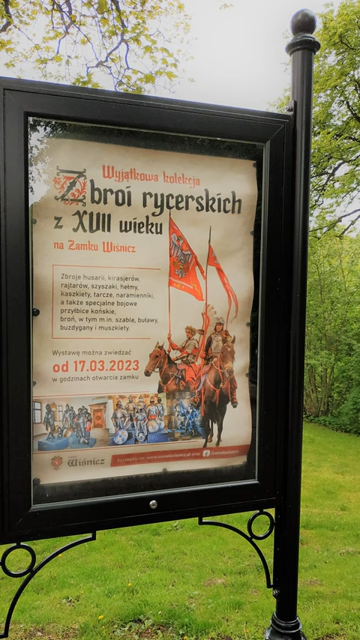 Wyjątkowa kolekcja
Zbroi rycerskich
z XVII wieku
na Zamku Wiśnicz
Zbroje husarii, kirasjerów,
rajtarów, szyszaki, hełmy,
kaszkiety, tarcze, naramienniki,
a także specjalne bojowe
przyłbice końskie,
broń, w tym m.in. szable, buławy,
buzdygany i muszkiety.
Wystawę można zwiedzać
od 17.03.2023
w godzinach otwarcia zamku
Wiśnicz